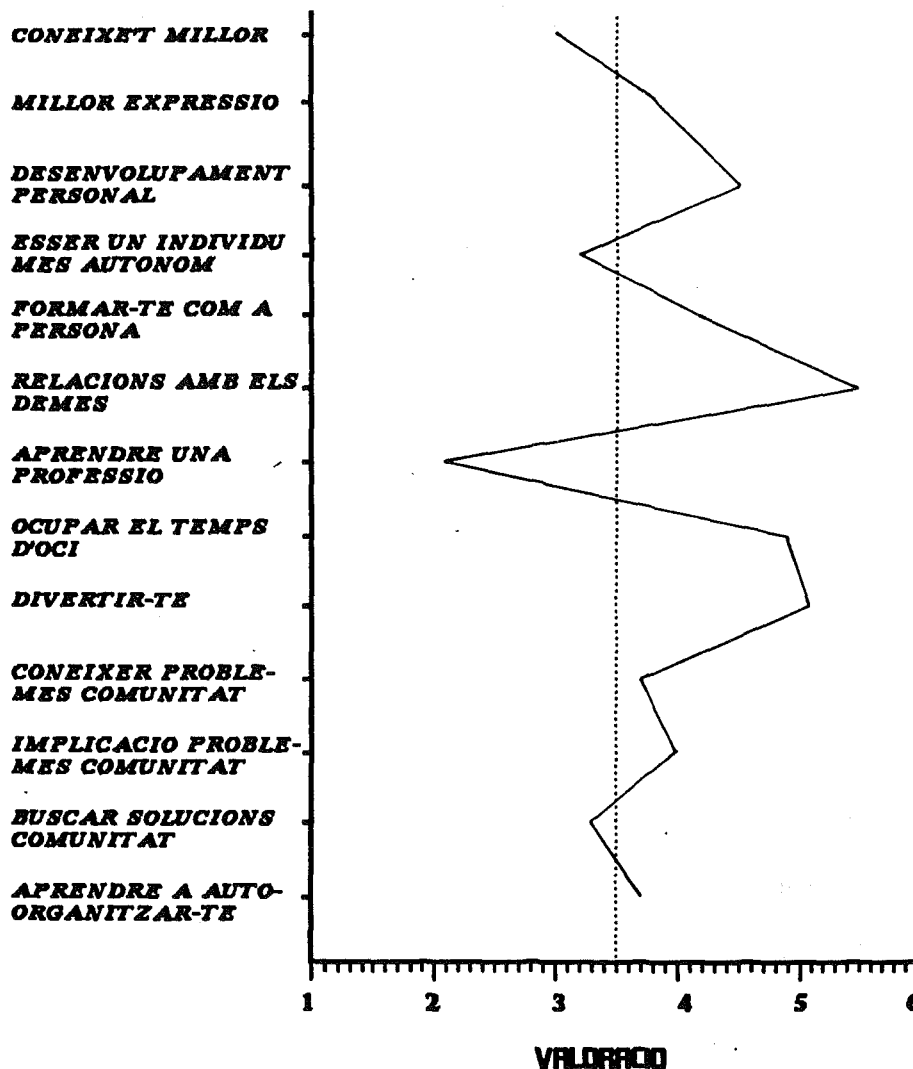 CONEIXE'T MILLOR
MILLOR EXPRESSIO
DESENVOLUPAMENT
PERSONAL
ESSER UN INDIVIDU
MES AUTONOM
FORMAR-TE COM A
PERSONA
RELACIONS AMB ELS
DEMES
APRENDRE UNA
PROFESSIO
OCUPAR EL TEMPS
D'OCI
DIVERTIR-TE
CONEIXER PROBLE-
MES COMUNITAT
IMPLICACIO PROBLE-
MES COMUNITAT
BUSCAR SOLUCIONS
COMUNITAT
APRENDRE A AUTO-
ORGANITZAR-TE
1 2 3 4 5 6
VALORACIO